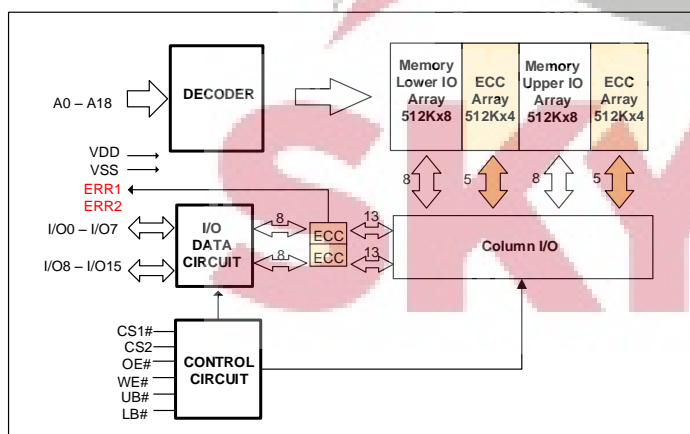 Memory
Lower IO
Array
512Kx8
ECC
Array
512Kx4
Memory
Upper IO
Array
512Kx8
ECC
Array
512Kx4
DECODER
A0 – A18
VDD
VSS
ERR1
ERR2
8
5
8
5
I/O0 – I/O7
I/O8 – I/O15
I/O
DATA
CIRCUIT
8
8
ECC
ECC
13
13
Column I/O
CS1#
CS2
OE#
WE#
UB#
LB#
CONTROL
CIRCUIT
SKY